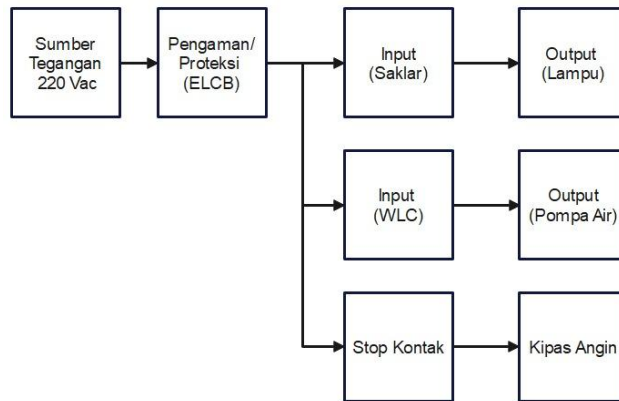 Sumber
Tegangan
220 Vac
Pengaman/
Proteksi
(ELCB)
Input
(Saklar)
Output
(Lampu)
Input
(WLC)
Output
(Pompa Air)
Stop Kontak
Kipas Angin